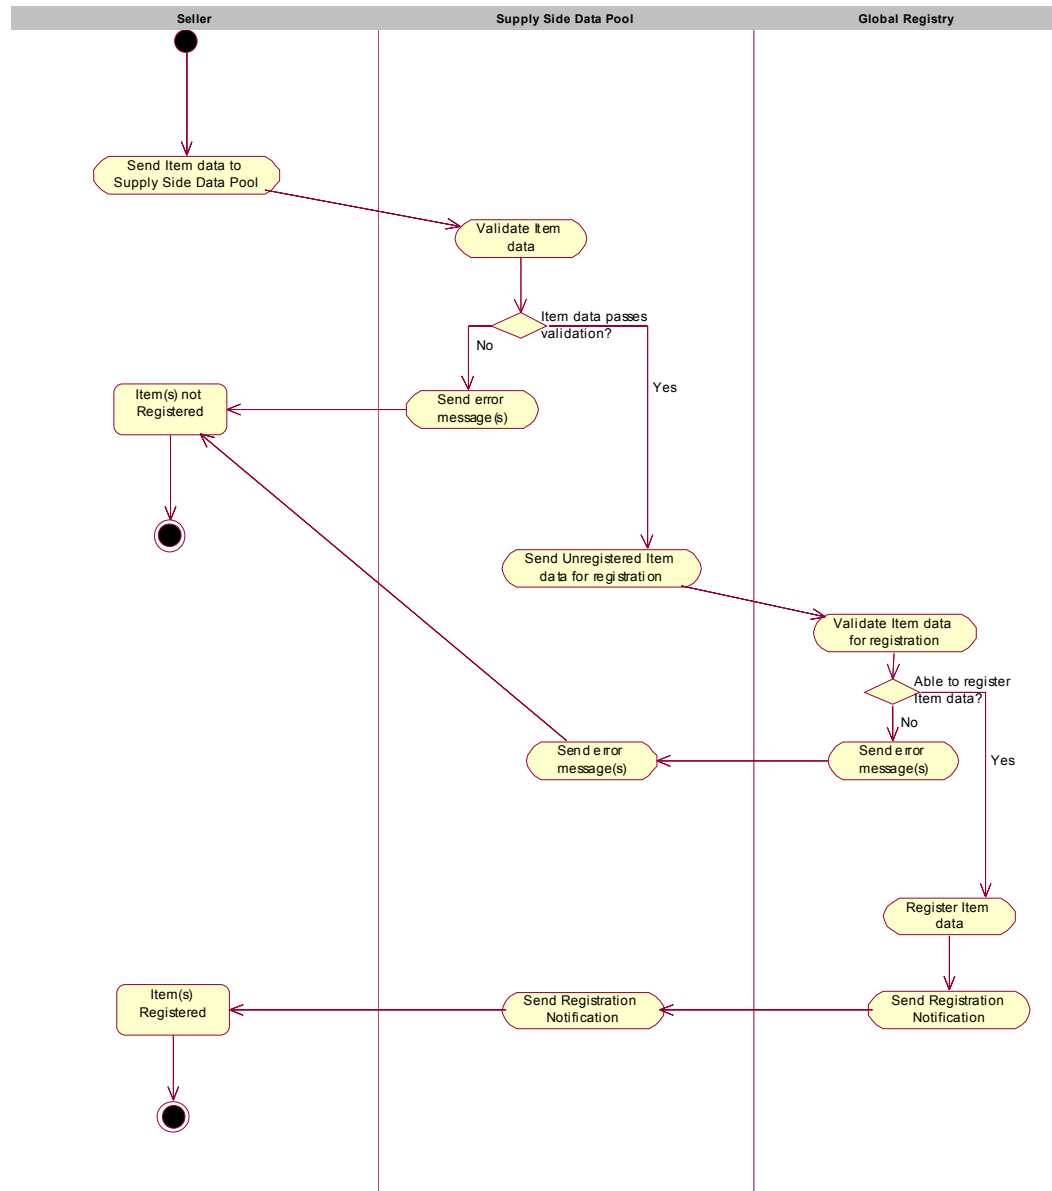 Seller
Supply Side Data Pool
Global Registry
Send Item data to
Supply Side Data Pool
Validate Item
data
Item data passes
validation?
No
Yes
Item(s) not
Registered
Send error
message(s)
Send Unregistered Item
data for registration
Validate Item data
for registration
Able to register
Item data?
No
Yes
Send error
message(s)
Send error
message(s)
Register Item
data
Item(s)
Registered
Send Registration
Notification
Send Registration
Notification